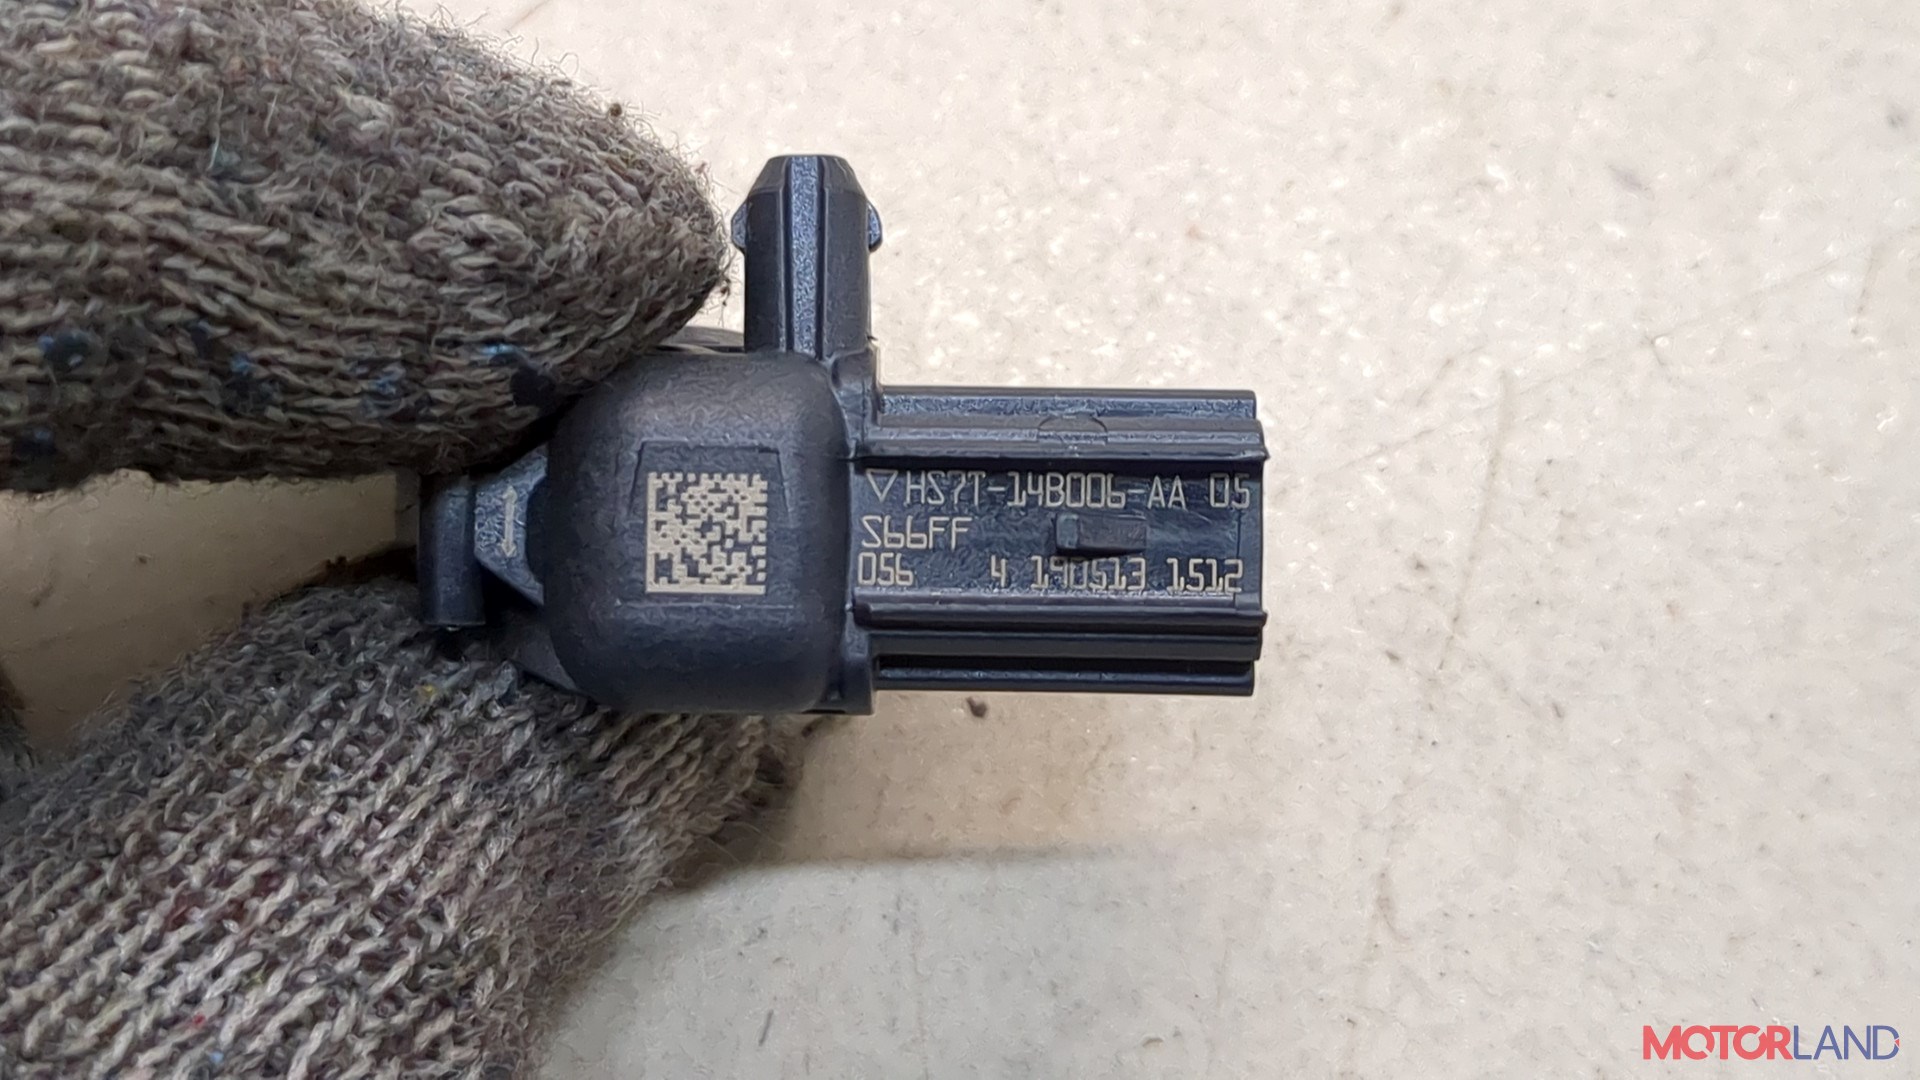 ▽HS7T-14B006-AA 05
S66FF
056 4 190513 1512
MOTORLAND